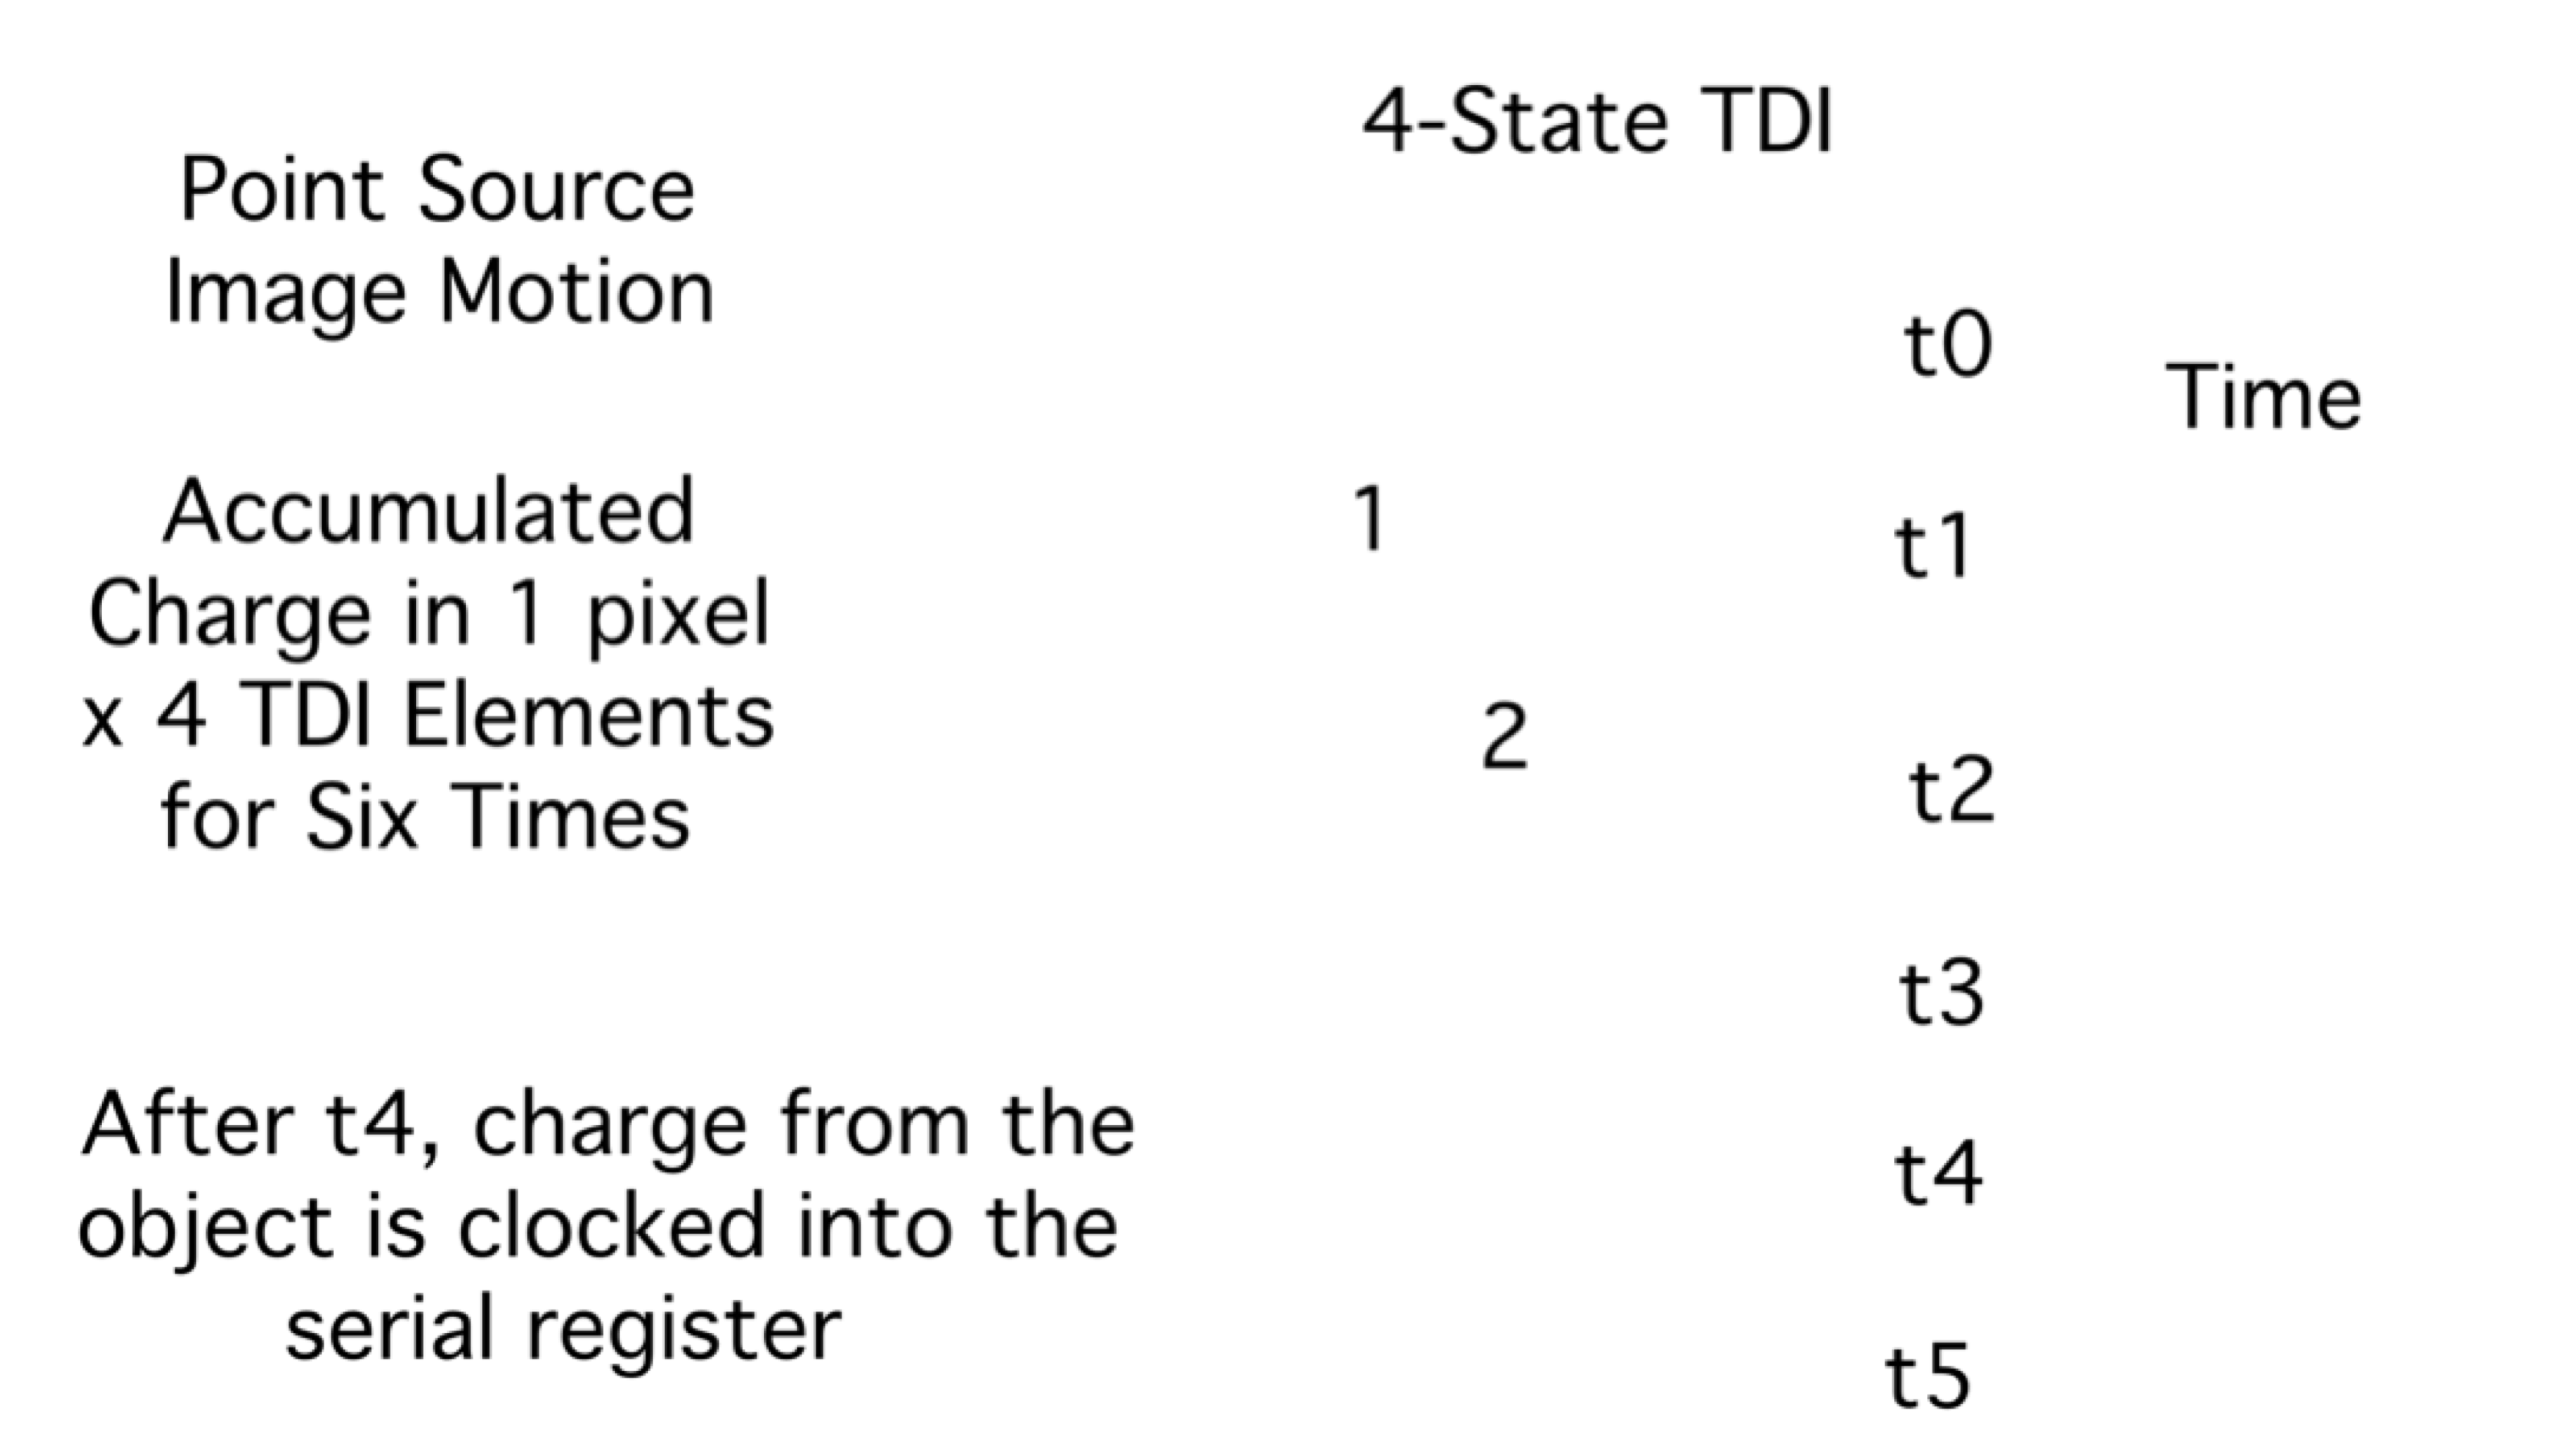 4-State TDI
Point Source
Image Motion
t0
Time
Accumulated
Charge in 1 pixel
x 4 TDI Elements
for Six Times
1
t1
2
t2
t3
After t4, charge from the
object is clocked into the
serial register
t4
t5